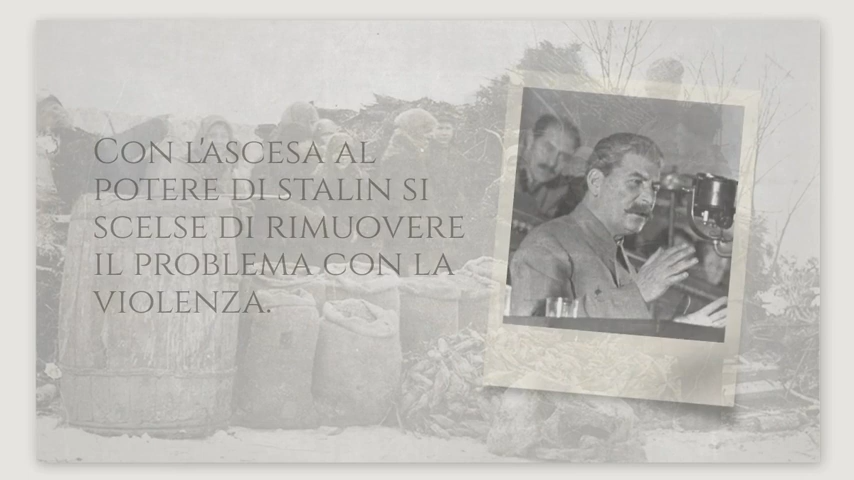 Con l'ascesa al
potere di Stalin si
scelse di rimuovere
il problema con la
violenza.